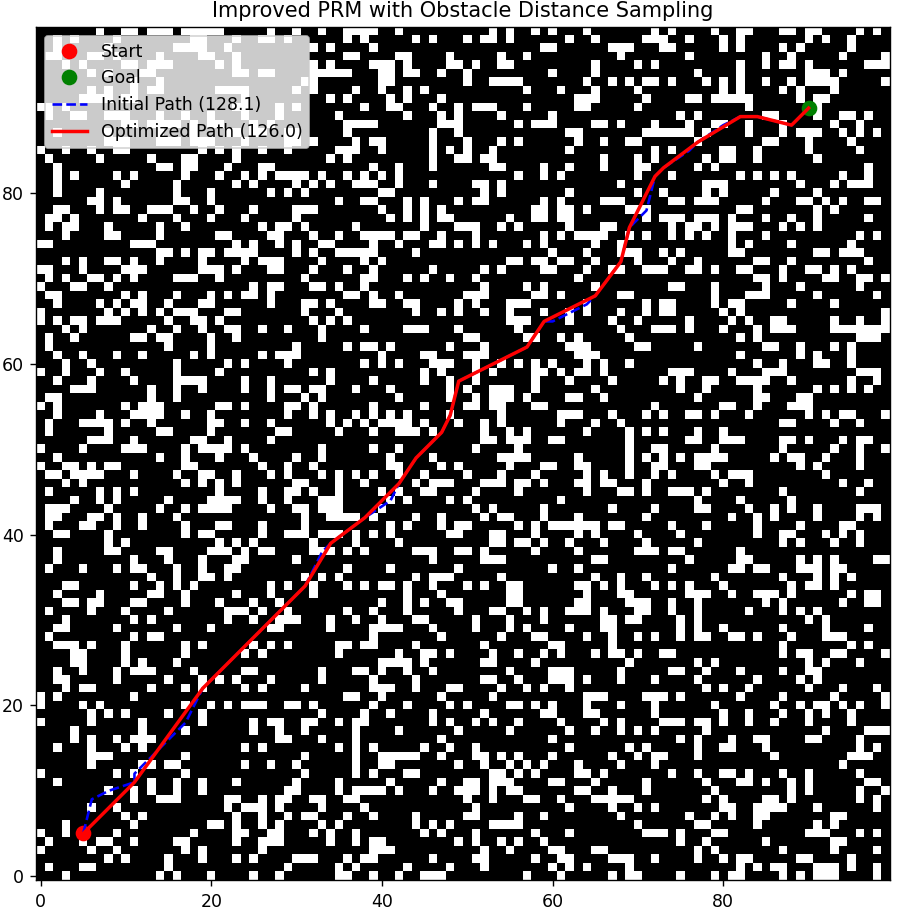 Improved PRM with Obstacle Distance Sampling
Start
Goal
Initial Path (128.1)
Optimized Path (126.0)
80
60
40
20
0
0 20 40 60 80